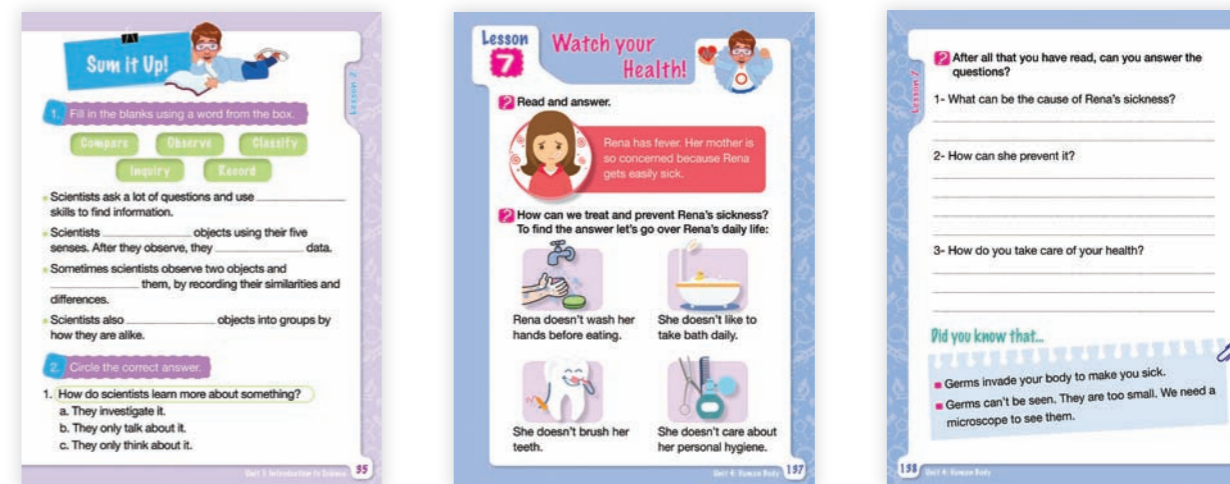 Sum it Up!
Lesson 2
1. Fill in the blanks using a word from the box.
Compare Observe Classify
Inquiry Record
Scientists ask a lot of questions and use
skills to find information.
Scientists objects using their five
senses. After they observe, they data.
Sometimes scientists observe two objects and
them, by recording their similarities and
differences.
Scientists also objects into groups by
how they are alike.
2. Circle the correct answer.
1. How do scientists learn more about something?
a. They investigate it.
b. They only talk about it.
c. They only think about it.
Unit 1: Introduction to Science 35
Lesson
7
Watch your
Health!
? Read and answer.
Rena has fever. Her mother is
so concerned because Rena
gets easily sick.
? How can we treat and prevent Rena's sickness?
To find the answer let's go over Rena's daily life:
Rena doesn't wash her
hands before eating.
She doesn't like to
take bath daily.
She doesn't brush her
teeth.
She doesn't care about
her personal hygiene.
Unit 4: Human Body 137
Lesson 7
? After all that you have read, can you answer the
questions?
1- What can be the cause of Rena's sickness?
2- How can she prevent it?
3- How do you take care of your health?
Did you know that...
Germs invade your body to make you sick.
Germs can't be seen. They are too small. We need a
microscope to see them.
138 Unit 4: Human Body